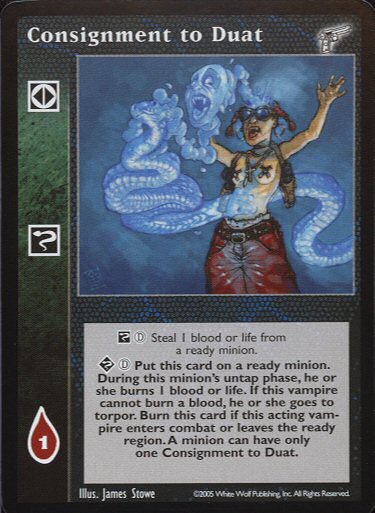 Consignment to Duat
Ⓓ Steal 1 blood or life from
a ready minion.
Ⓓ Put this card on a ready minion.
During this minion's untap phase, he or
she burns 1 blood or life. If this vampire
cannot burn a blood, he or she goes to
torpor. Burn this card if this acting vam-
pire enters combat or leaves the ready
region. A minion can have only
one Consignment to Duat.
1
Illus. James Stowe ©2005 White Wolf Publishing, Inc. All Rights Reserved.